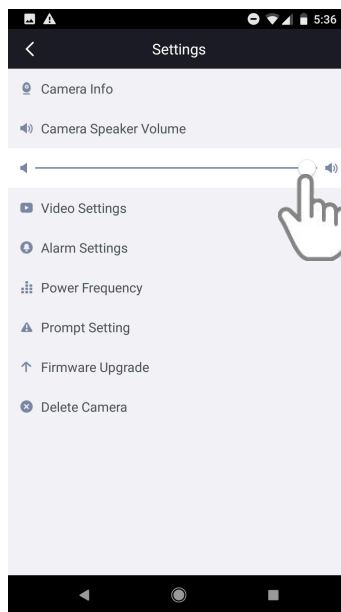 5:36
Settings
Camera Info
Camera Speaker Volume
Video Settings
Alarm Settings
Power Frequency
Prompt Setting
Firmware Upgrade
Delete Camera